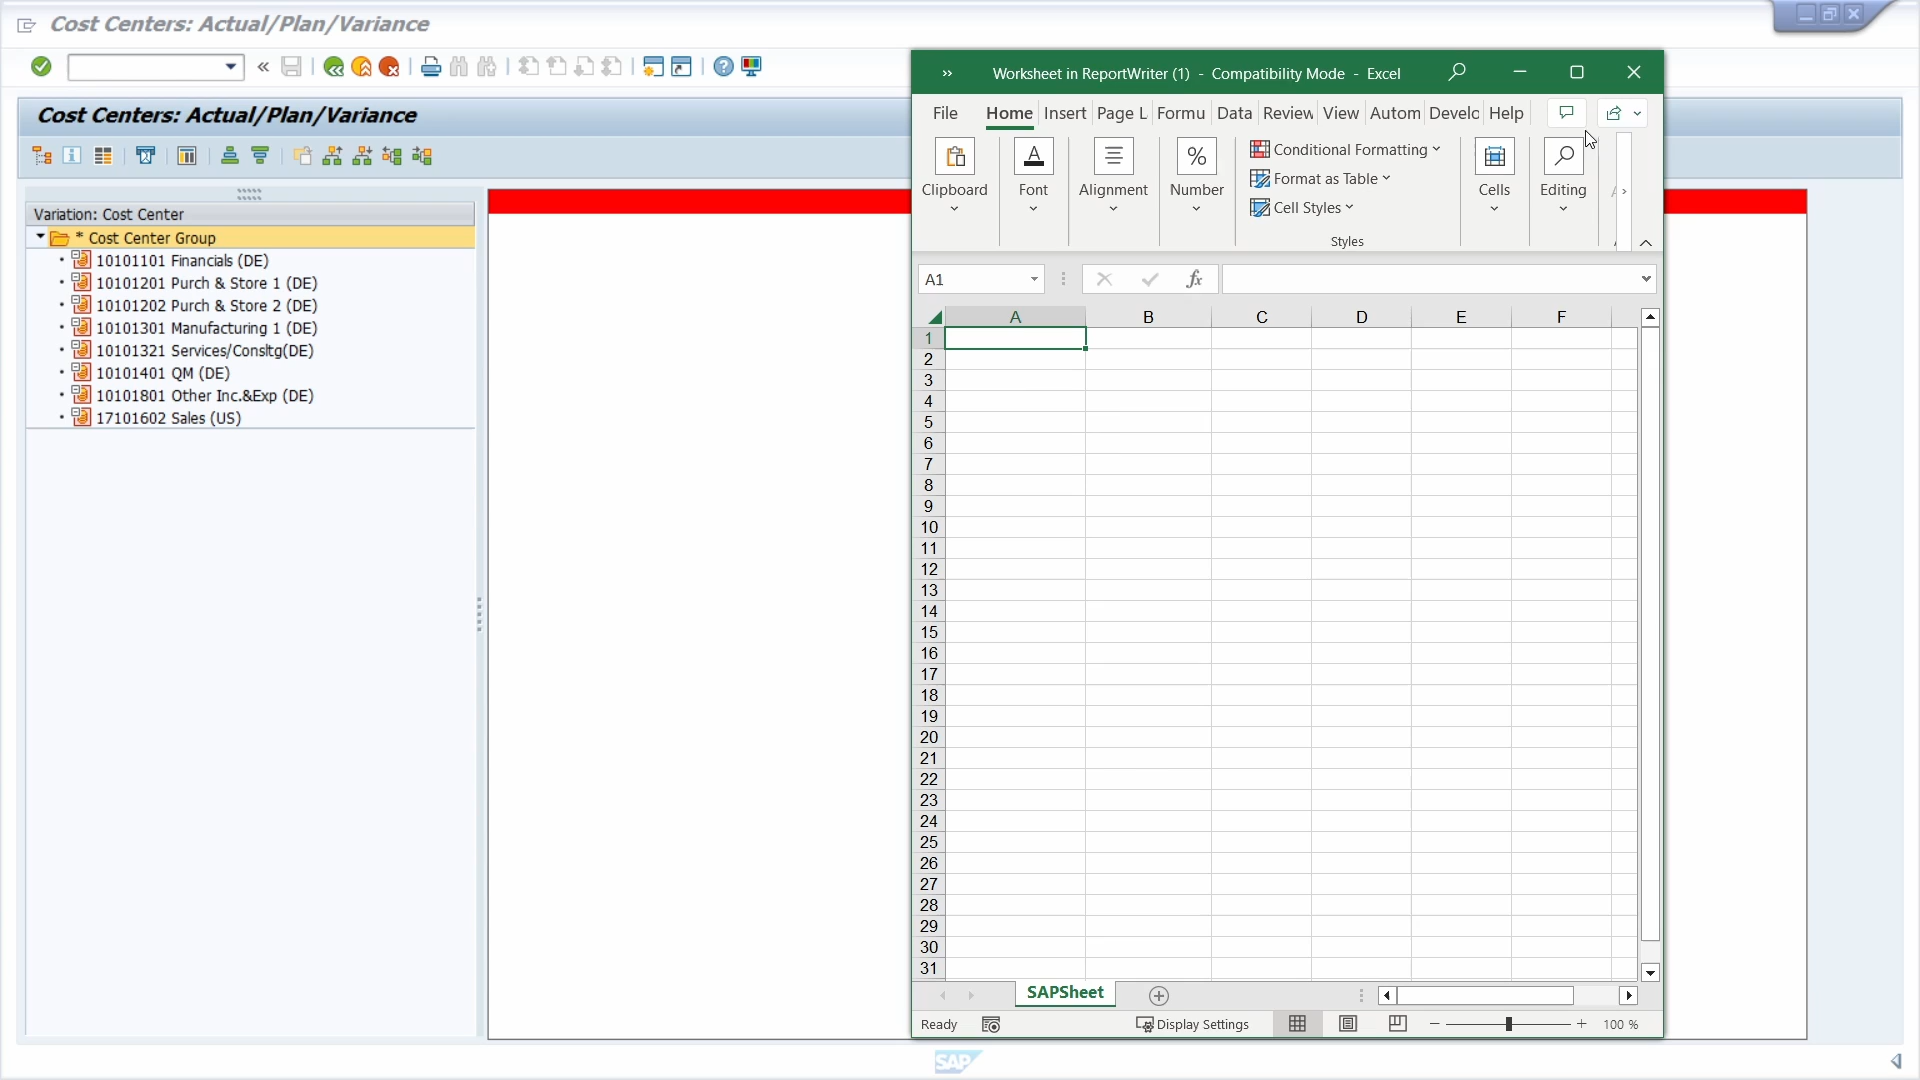 Cost Centers: Actual/Plan/Variance
Cost Centers: Actual/Plan/Variance
Variation: Cost Center
* Cost Center Group
10101101 Financials (DE)
10101201 Purch & Store 1 (DE)
10101202 Purch & Store 2 (DE)
10101301 Manufacturing 1 (DE)
10101321 Services/Consltg(DE)
10101401 QM (DE)
10101801 Other Inc.&Exp (DE)
17101602 Sales (US)
Worksheet in ReportWriter (1) - Compatibility Mode - Excel
File Home Insert Page L Formu Data Review View Autom Develc Help
Clipboard
Font
Alignment
%
Number
Conditional Formatting
Format as Table
Cell Styles
Styles
Cells
Editing
A1
fx
A B C D E F
1
2
3
4
5
6
7
8
9
10
11
12
13
14
15
16
17
18
19
20
21
22
23
24
25
26
27
28
29
30
31
SAPSheet
Ready
Display Settings
100 %
SAP